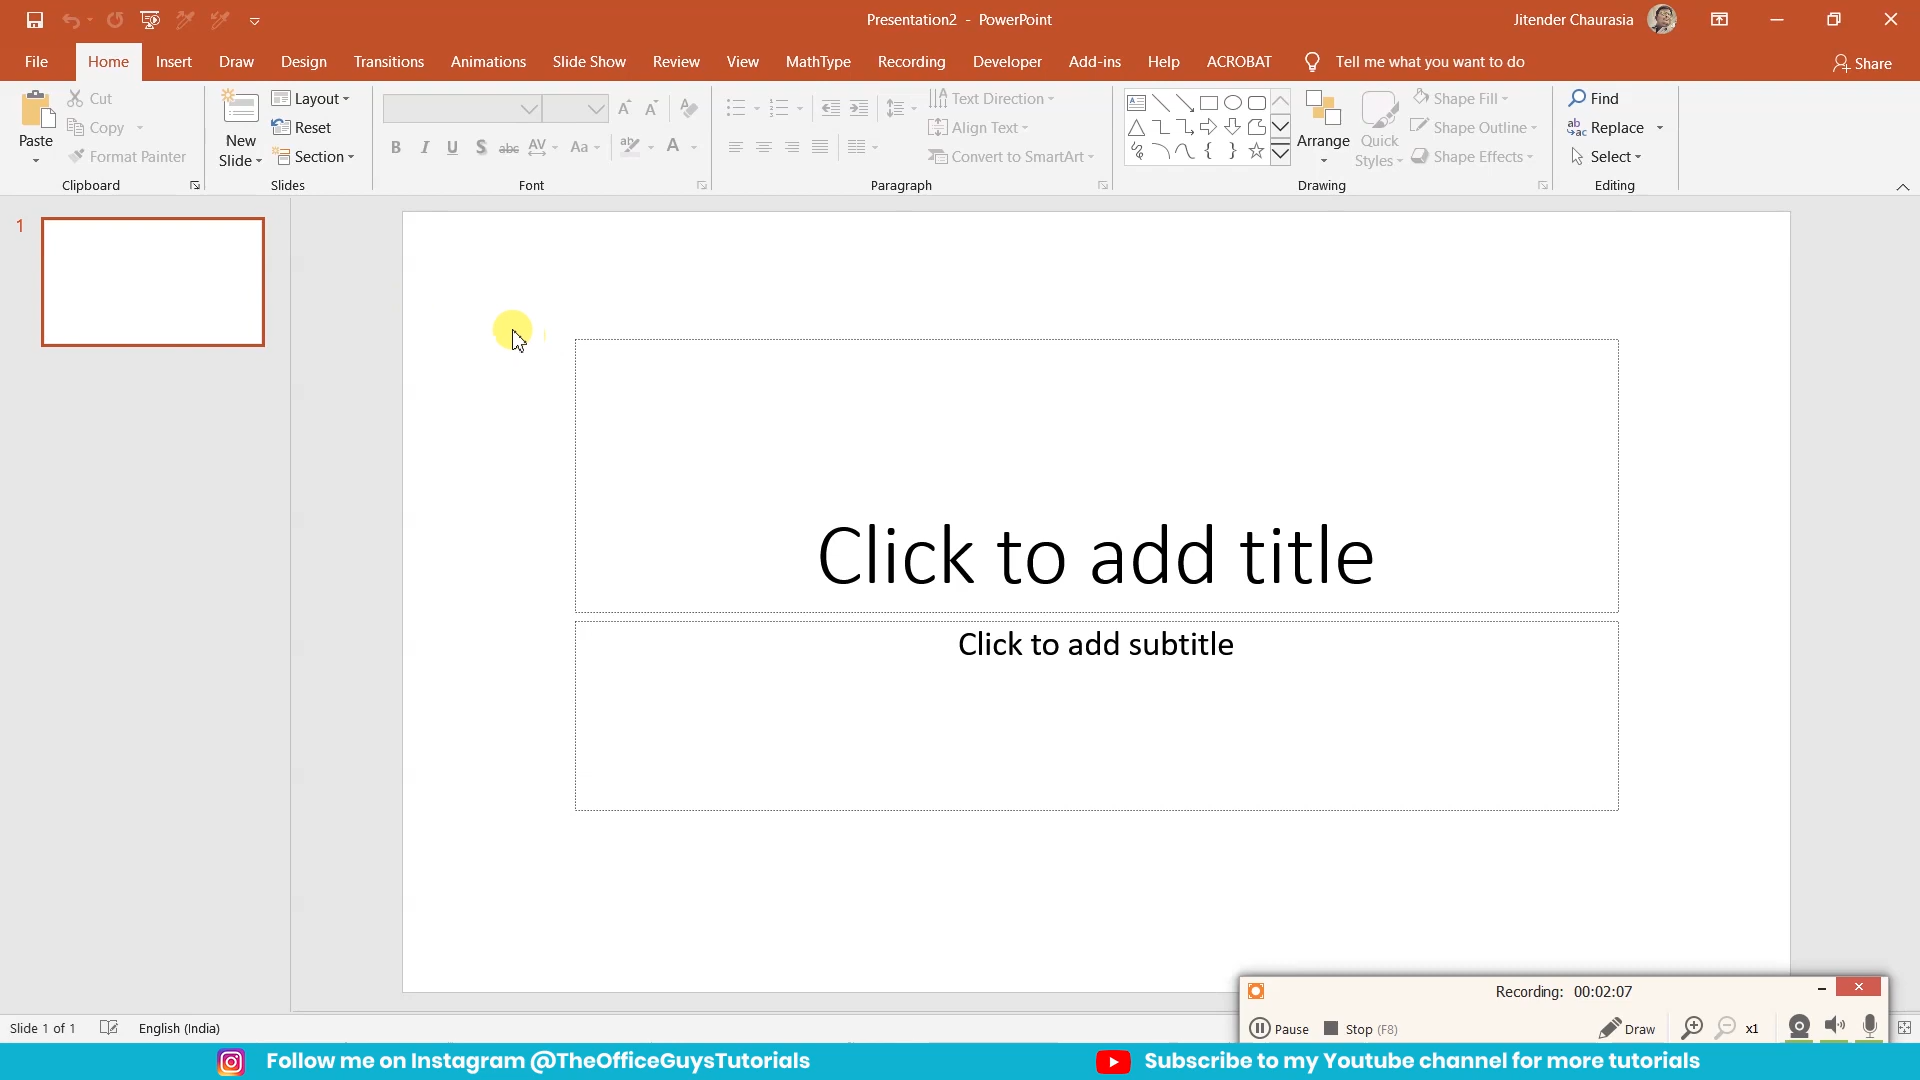 Presentation2 - PowerPoint
Jitender Chaurasia
File Home Insert Draw Design Transitions Animations Slide Show Review View MathType Recording Developer Add-ins Help ACROBAT Tell me what you want to do Share
Paste
Cut
Copy
Format Painter
Clipboard
New Slide
Layout
Reset
Section
Slides
B I U S abc AV Aa A
Font
Text Direction
Align Text
Convert to SmartArt
Paragraph
Arrange
Quick Styles
Shape Fill
Shape Outline
Shape Effects
Drawing
Find
Replace
Select
Editing
1
Click to add title
Click to add subtitle
Recording: 00:02:07
Pause Stop (F8) Draw x1
Slide 1 of 1 English (India)
Follow me on Instagram @TheOfficeGuysTutorials
Subscribe to my Youtube channel for more tutorials